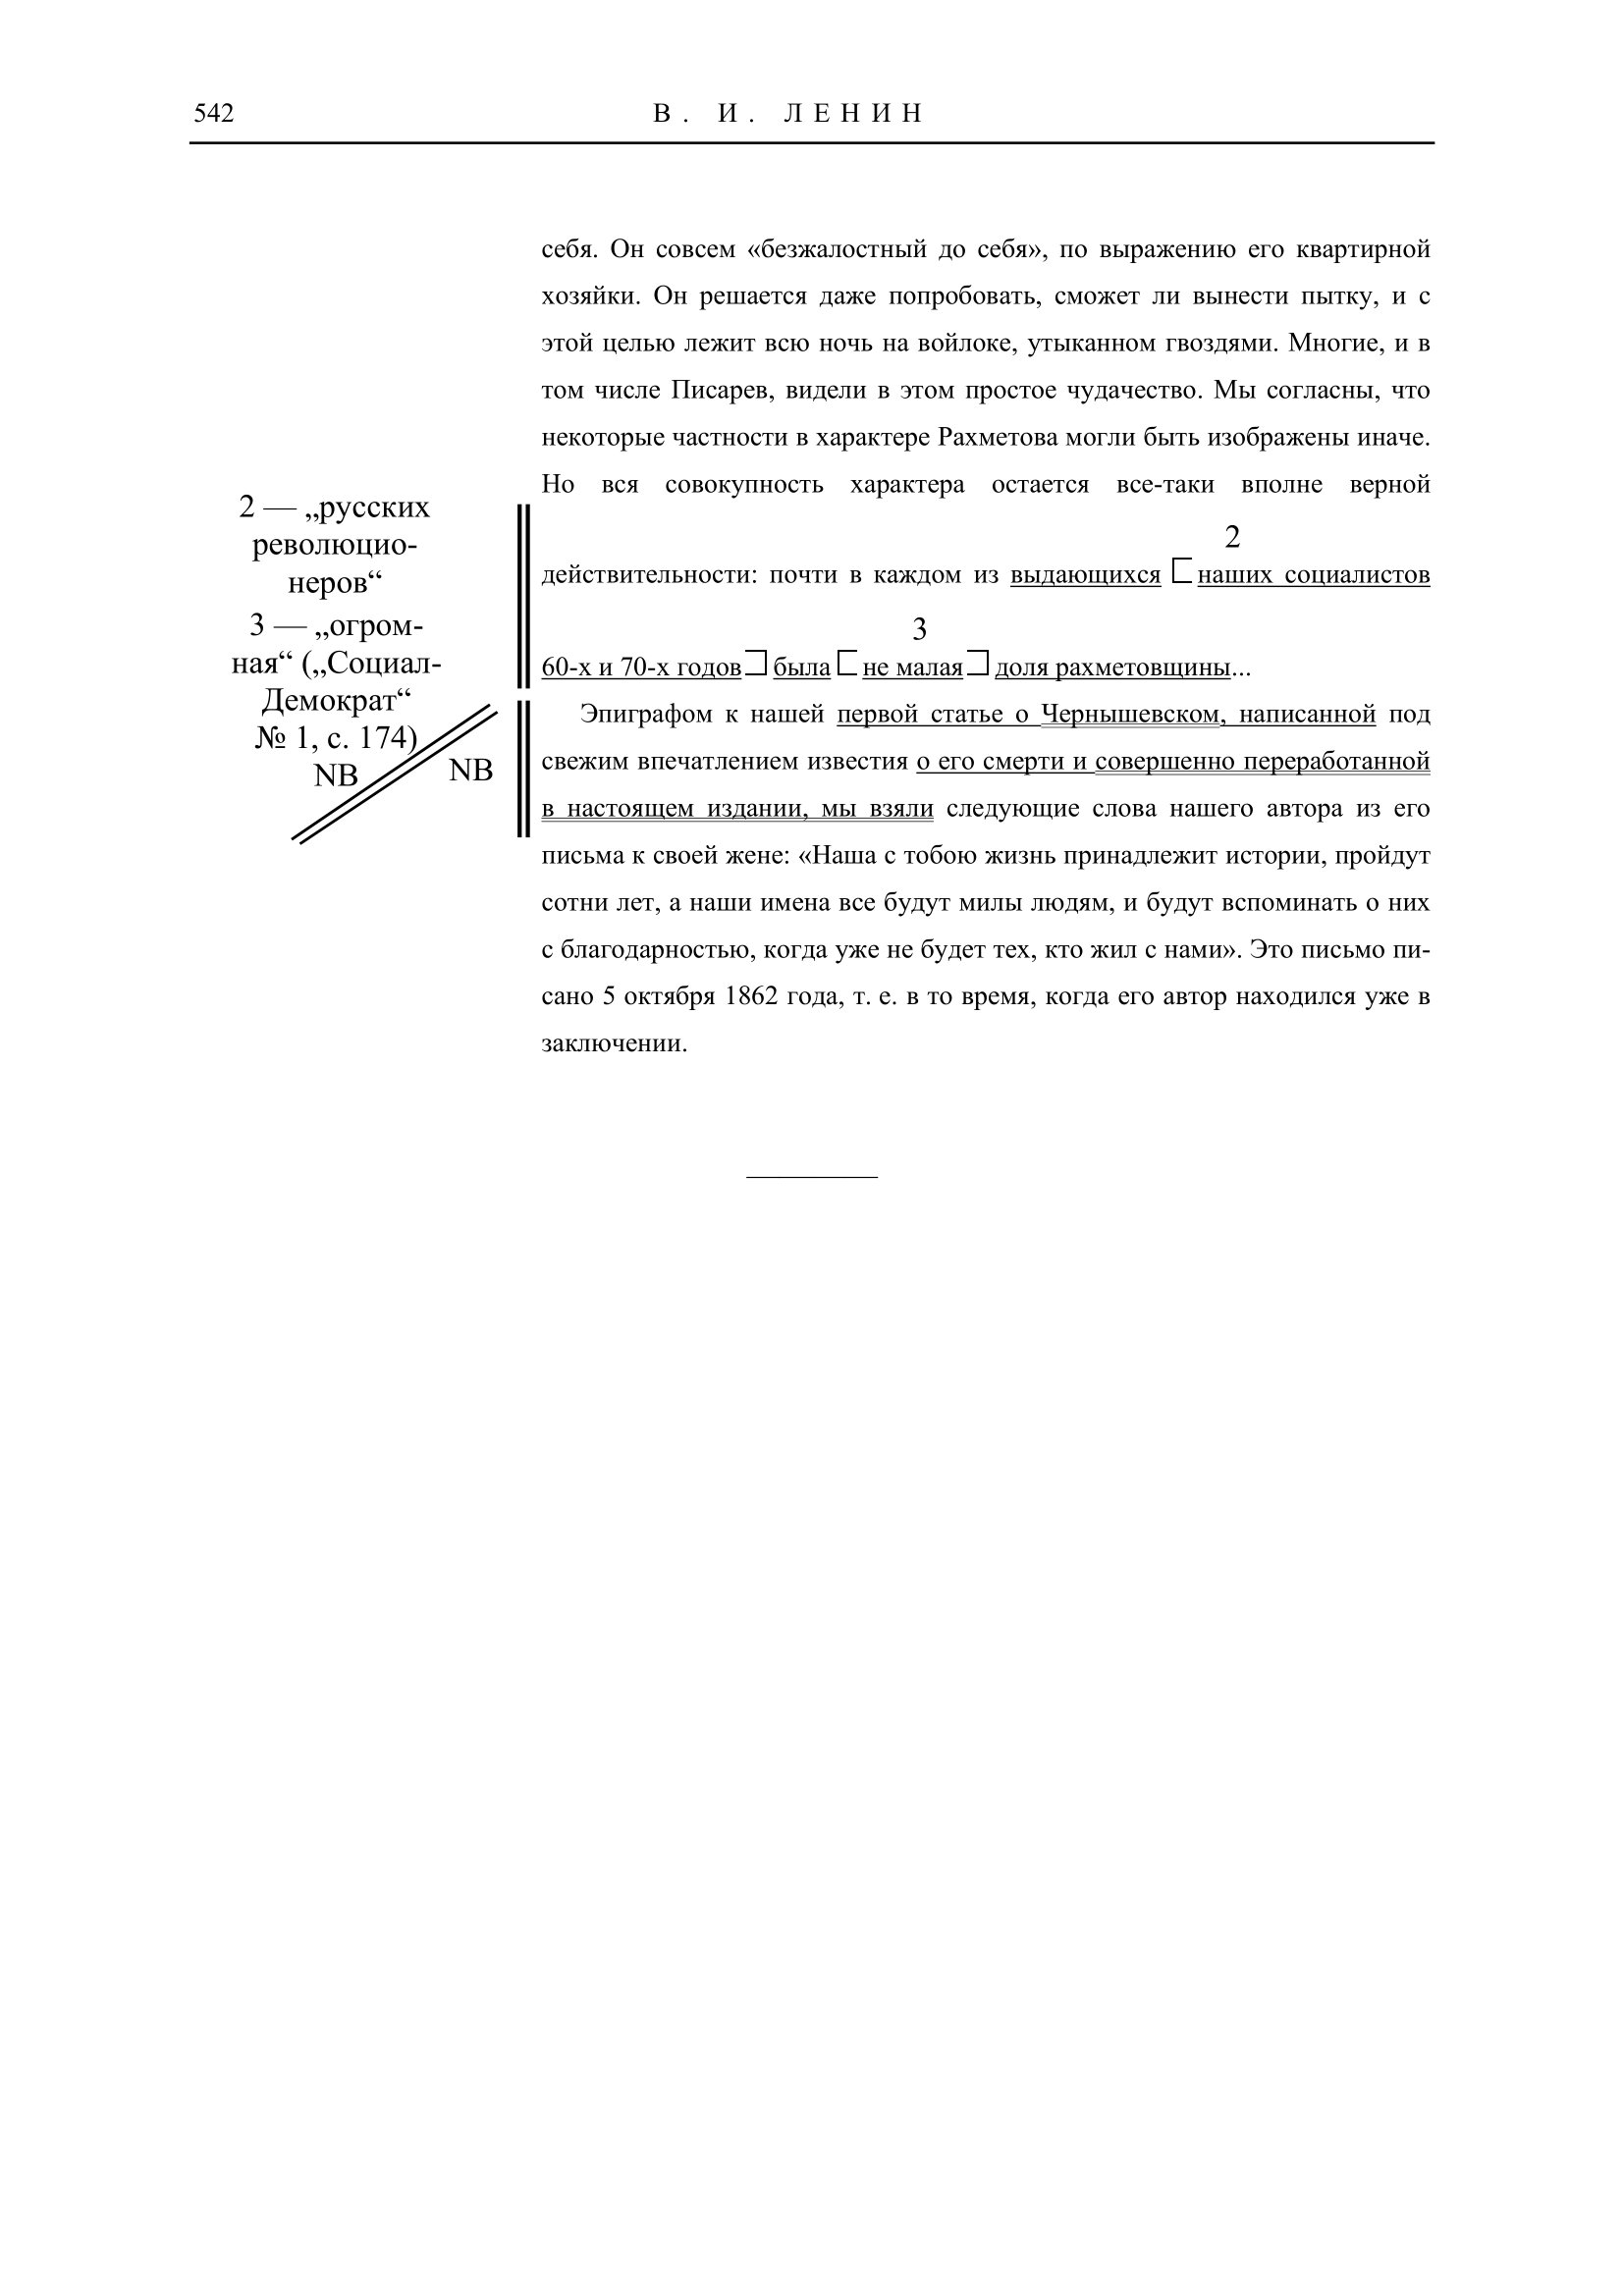 542
В. И. ЛЕНИН
себя. Он совсем «безжалостный до себя», по выражению его квартирной
хозяйки. Он решается даже попробовать, сможет ли вынести пытку, и с
этой целью лежит всю ночь на войлоке, утыканном гвоздями. Многие, и в
том числе Писарев, видели в этом простое чудачество. Мы согласны, что
некоторые частности в характере Рахметова могли быть изображены иначе.
Но вся совокупность характера остается все-таки вполне верной
2
действительности: почти в каждом из выдающихся наших социалистов
3
60-х и 70-х годов была не малая доля рахметовщины...
Эпиграфом к нашей первой статье о Чернышевском, написанной под
свежим впечатлением известия о его смерти и совершенно переработанной
в настоящем издании, мы взяли следующие слова нашего автора из его
письма к своей жене: «Наша с тобою жизнь принадлежит истории, пройдут
сотни лет, а наши имена все будут милы людям, и будут вспоминать о них
с благодарностью, когда уже не будет тех, кто жил с нами». Это письмо пи-
сано 5 октября 1862 года, т. е. в то время, когда его автор находился уже в
заключении.
2 — „русских
революцио-
неров“
3 — „огром-
ная“ („Социал-
Демократ“
№ 1, с. 174)
NB
NB